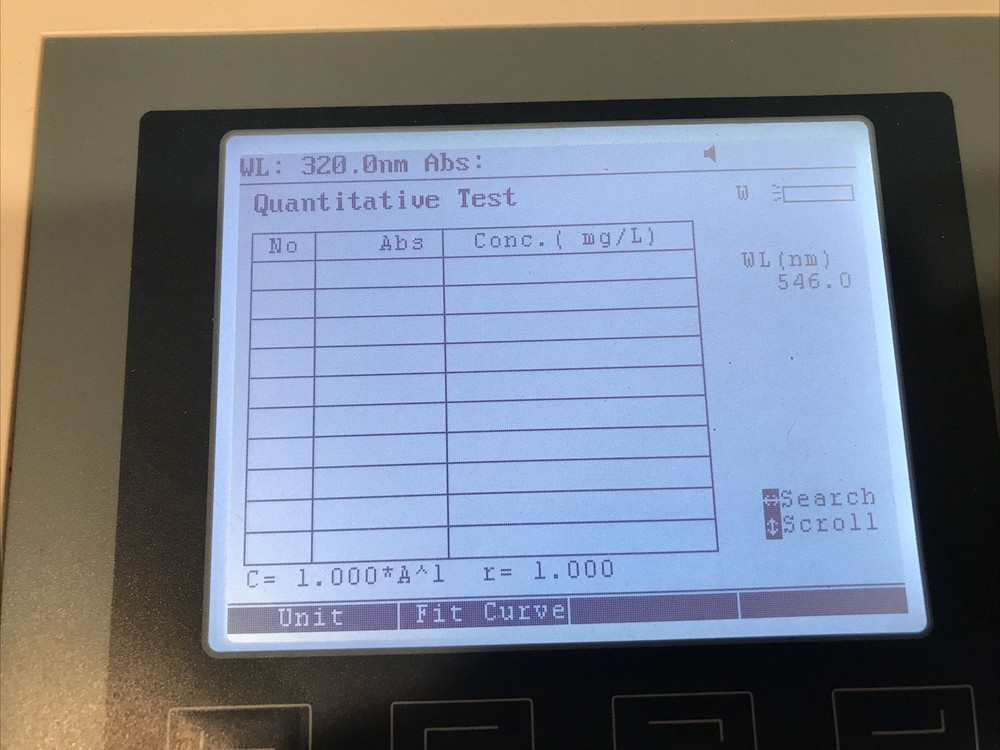 WL: 320.0nm Abs:
Quantitative Test
W
No Abs Conc.( mg/L)
WL(nm)
546.0
Search
Scroll
C= 1.000*A^1 r= 1.000
Unit Fit Curve